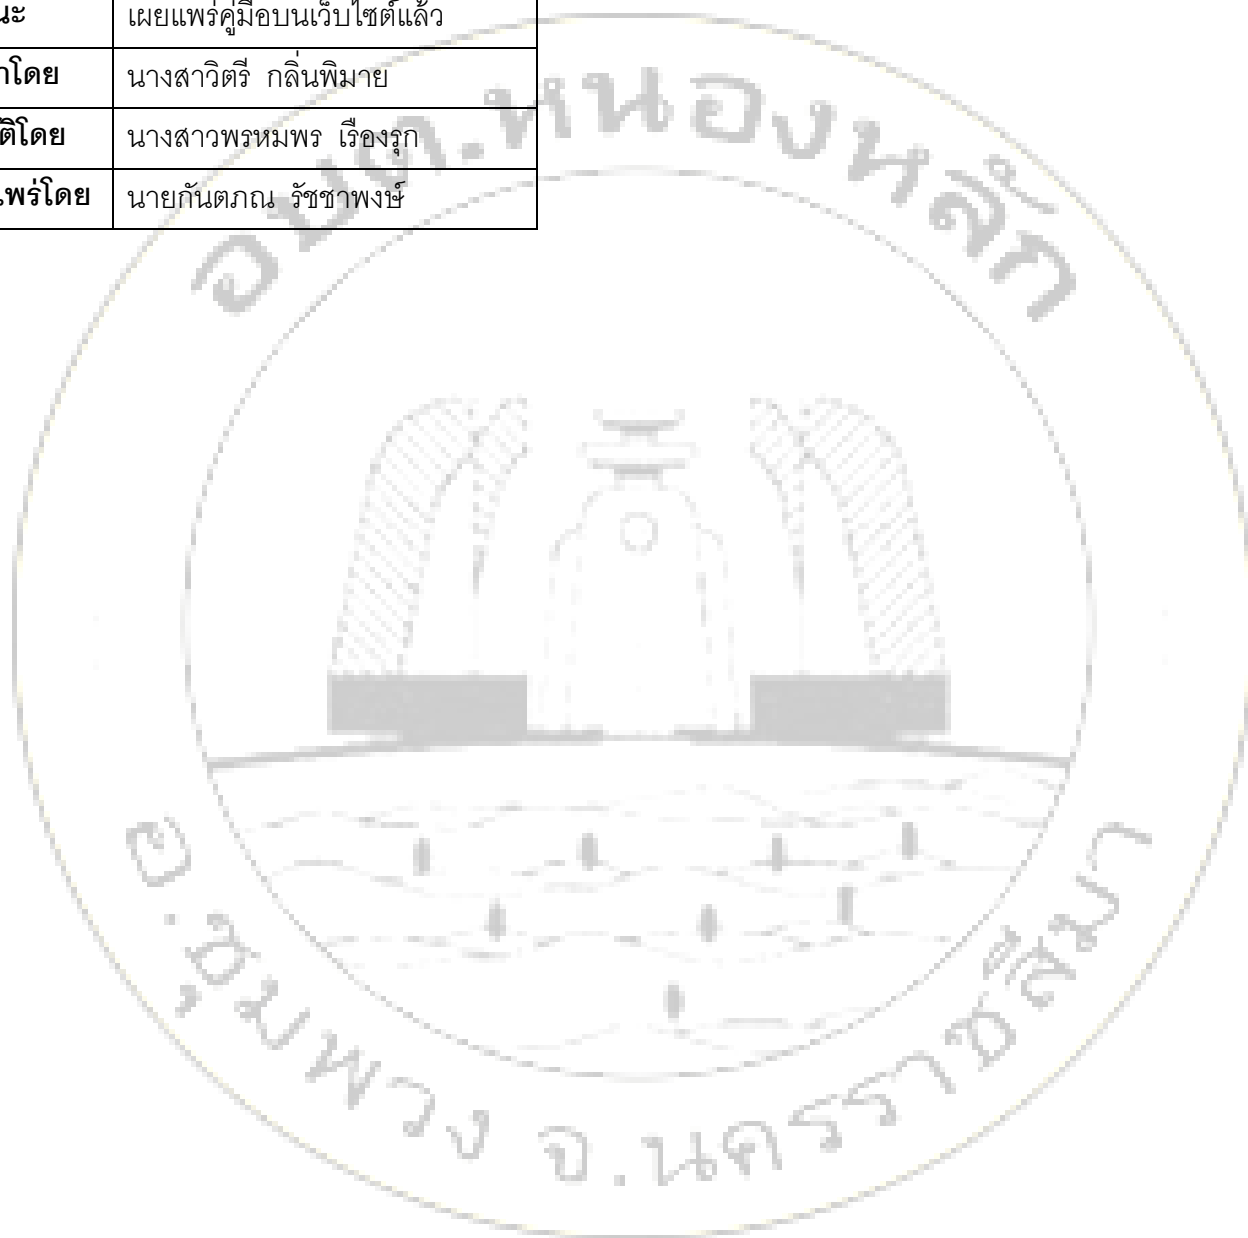 นะ เผยแพร่คู่มือบนเว็บไซต์แล้ว
าโดย นางสาวิตรี กลิ่นพิมาย
ัติโดย นางสาวพรหมพร เรืองรุก
แพร่โดย นายกันตภณ รัชชาพงษ์
อบต.หนองหลัก
อ.ชุมพวง จ.นครราชสีมา